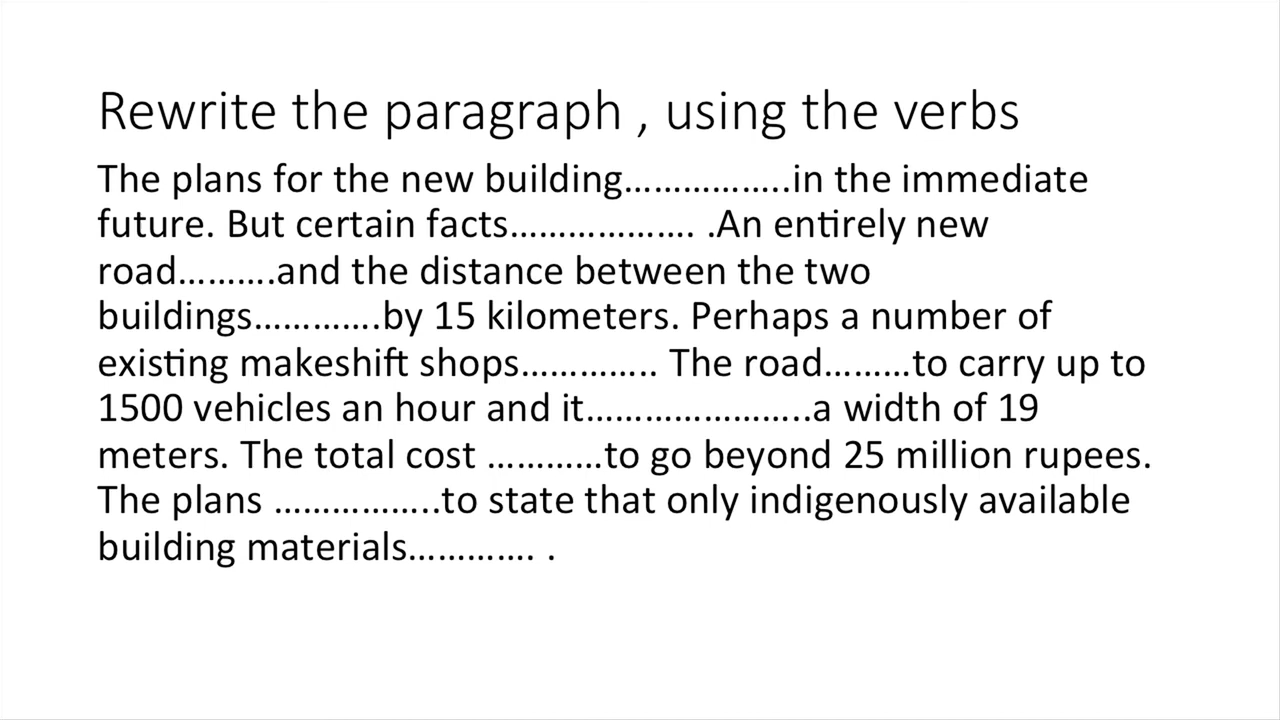 Rewrite the paragraph , using the verbs
The plans for the new building……………..in the immediate
future. But certain facts………………. .An entirely new
road……….and the distance between the two
buildings………….by 15 kilometers. Perhaps a number of
existing makeshift shops………….. The road………to carry up to
1500 vehicles an hour and it…………………..a width of 19
meters. The total cost …………to go beyond 25 million rupees.
The plans ……………..to state that only indigenously available
building materials…………. .